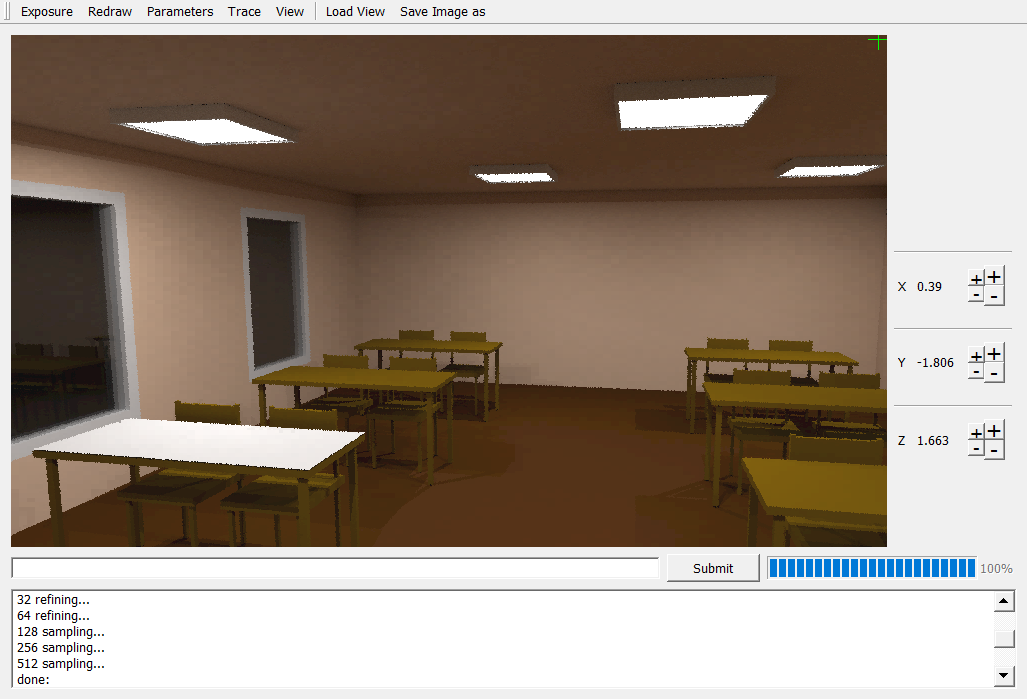 Exposure Redraw Parameters Trace View Load View Save Image as
X 0.39 + + - -
Y -1.806 + + - -
Z 1.663 + + - -
Submit 100%
32 refining...
64 refining...
128 sampling...
256 sampling...
512 sampling...
done: